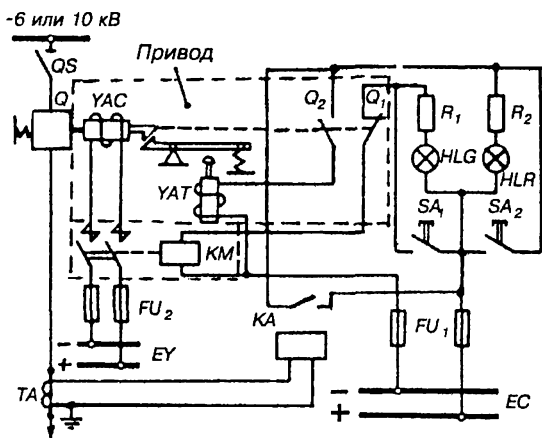 -6 или 10 кВ
QS
Привод
Q
YAC
Q2
Q1
R1
R2
HLG
HLR
YAT
SA1
SA2
KM
KA
FU2
FU1
-
EY
+
TA
-
EC
+